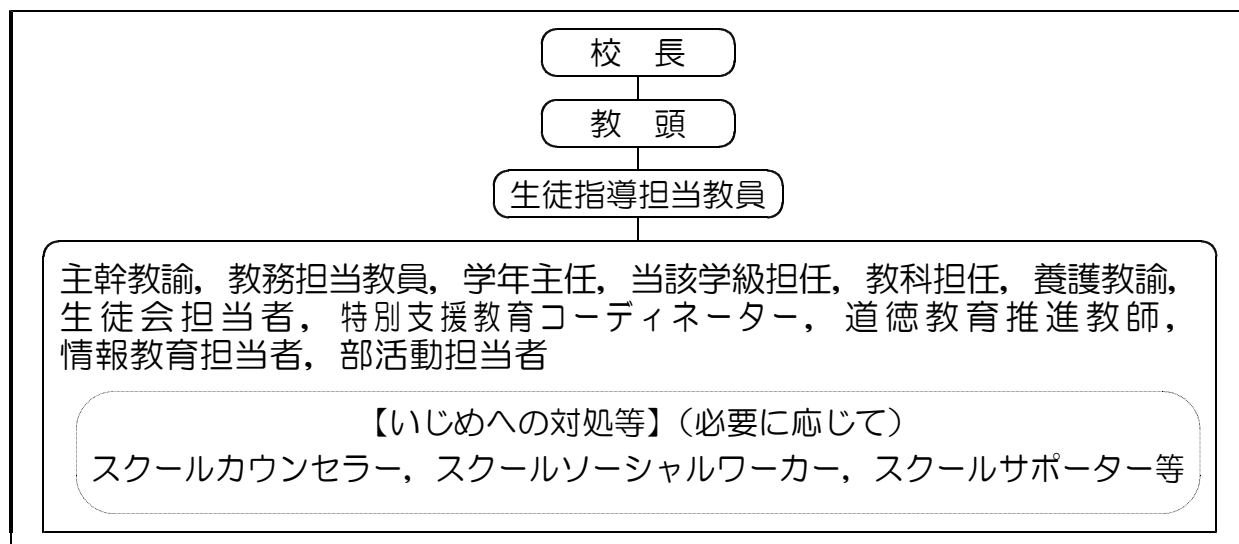 校　長
教　頭
生徒指導担当教員
主幹教諭，教務担当教員，学年主任，当該学級担任，教科担任，養護教諭，
生徒会担当者，特別支援教育コーディネーター，道徳教育推進教師，
情報教育担当者，部活動担当者
【いじめへの対処等】（必要に応じて）
スクールカウンセラー，スクールソーシャルワーカー，スクールサポーター等